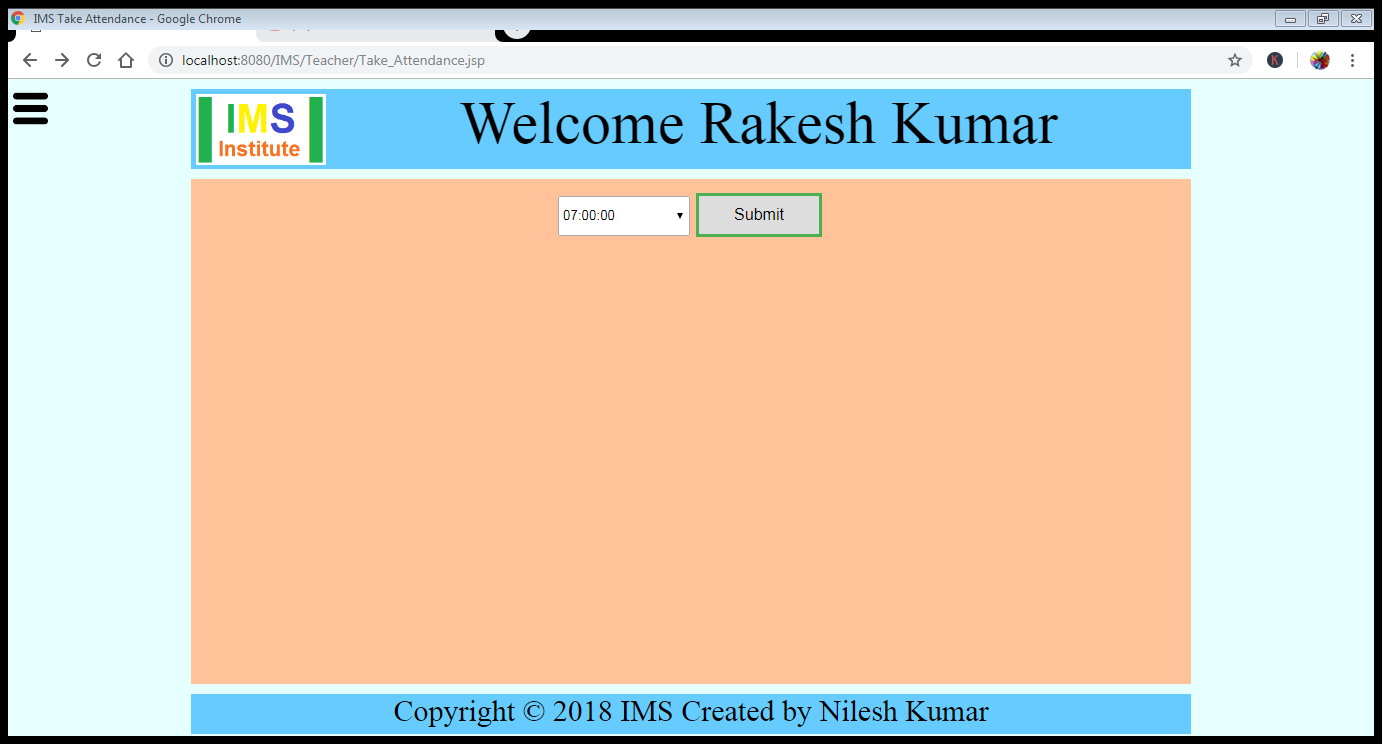 IMS Take Attendance - Google Chrome
localhost:8080/IMS/Teacher/Take_Attendance.jsp
K
IMS
Institute
Welcome Rakesh Kumar
07:00:00
Submit
Copyright © 2018 IMS Created by Nilesh Kumar